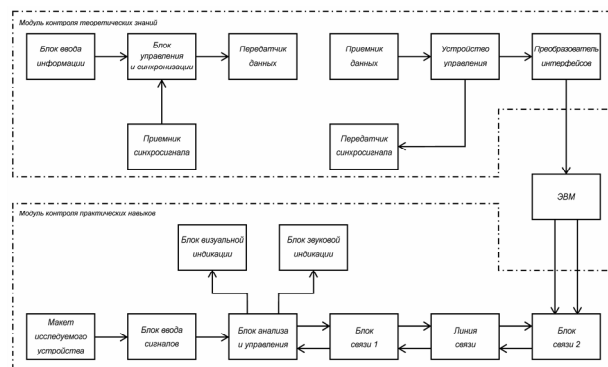 Модуль контроля теоретических знаний
Блок ввода
информации
Блок
управления
и синхронизации
Передатчик
данных
Приемник
данных
Устройство
управления
Преобразователь
интерфейсов
Приемник
синхросигнала
Передатчик
синхросигнала
ЭВМ
Модуль контроля практических навыков
Блок визуальной
индикации
Блок звуковой
индикации
Макет
исследуемого
устройства
Блок ввода
сигналов
Блок анализа
и управления
Блок
связи 1
Линия
связи
Блок
связи 2